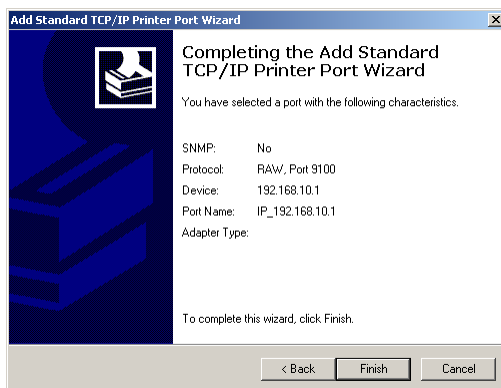 Add Standard TCP/IP Printer Port Wizard
Completing the Add Standard
TCP/IP Printer Port Wizard
You have selected a port with the following characteristics.
SNMP: No
Protocol: RAW, Port 9100
Device: 192.168.10.1
Port Name: IP_192.168.10.1
Adapter Type:
To complete this wizard, click Finish.
< Back Finish Cancel